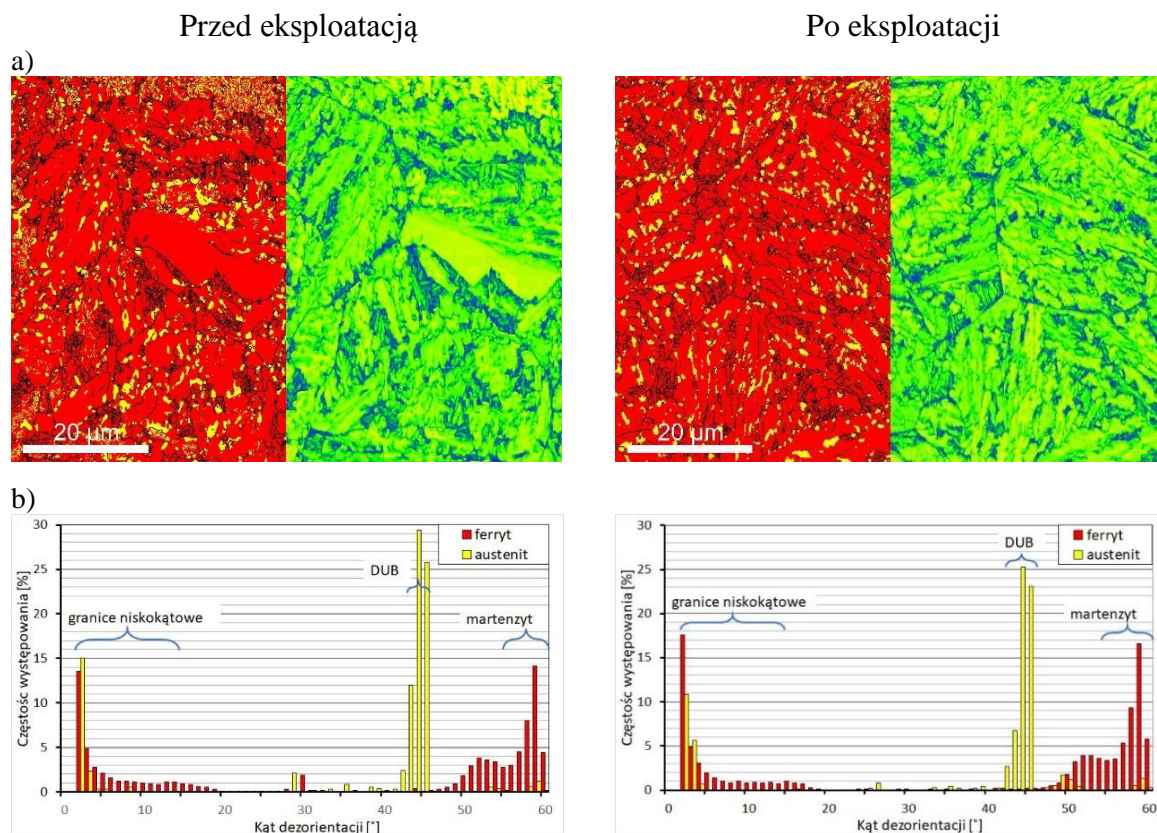 Przed eksploatacją
Po eksploatacji
a)
20 µm
20 µm
b)
30
25
20
15
10
5
0
Częstośc występowania [%]
granice niskokątowe
DUB
martenzyt
ferryt
austenit
0 10 20 30 40 50 60
Kąt dezorientacji [°]
30
25
20
15
10
5
0
Częstośc występowania [%]
granice niskokątowe
DUB
martenzyt
ferryt
austenit
0 10 20 30 40 50 60
Kąt dezorientacji [°]